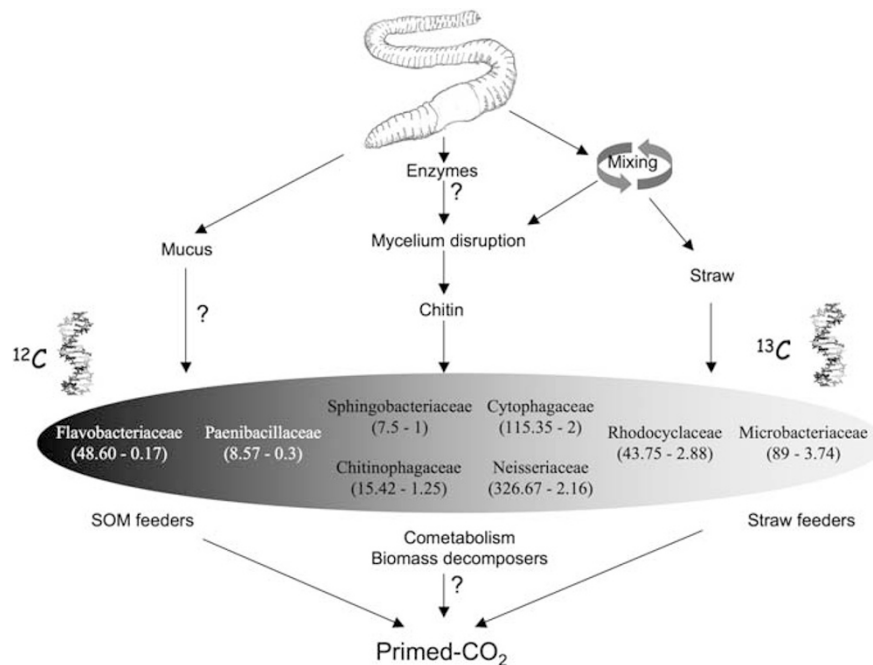 Enzymes
?
Mixing
Mucus
Mycelium disruption
Straw
?
Chitin
12C
13C
Sphingobacteriaceae
(7.5 - 1)
Cytophagaceae
(115.35 - 2)
Flavobacteriaceae
(48.60 - 0.17)
Paenibacillaceae
(8.57 - 0.3)
Rhodocyclaceae
(43.75 - 2.88)
Microbacteriaceae
(89 - 3.74)
Chitinophagaceae
(15.42 - 1.25)
Neisseriaceae
(326.67 - 2.16)
SOM feeders
Straw feeders
Cometabolism
Biomass decomposers
?
Primed-CO2